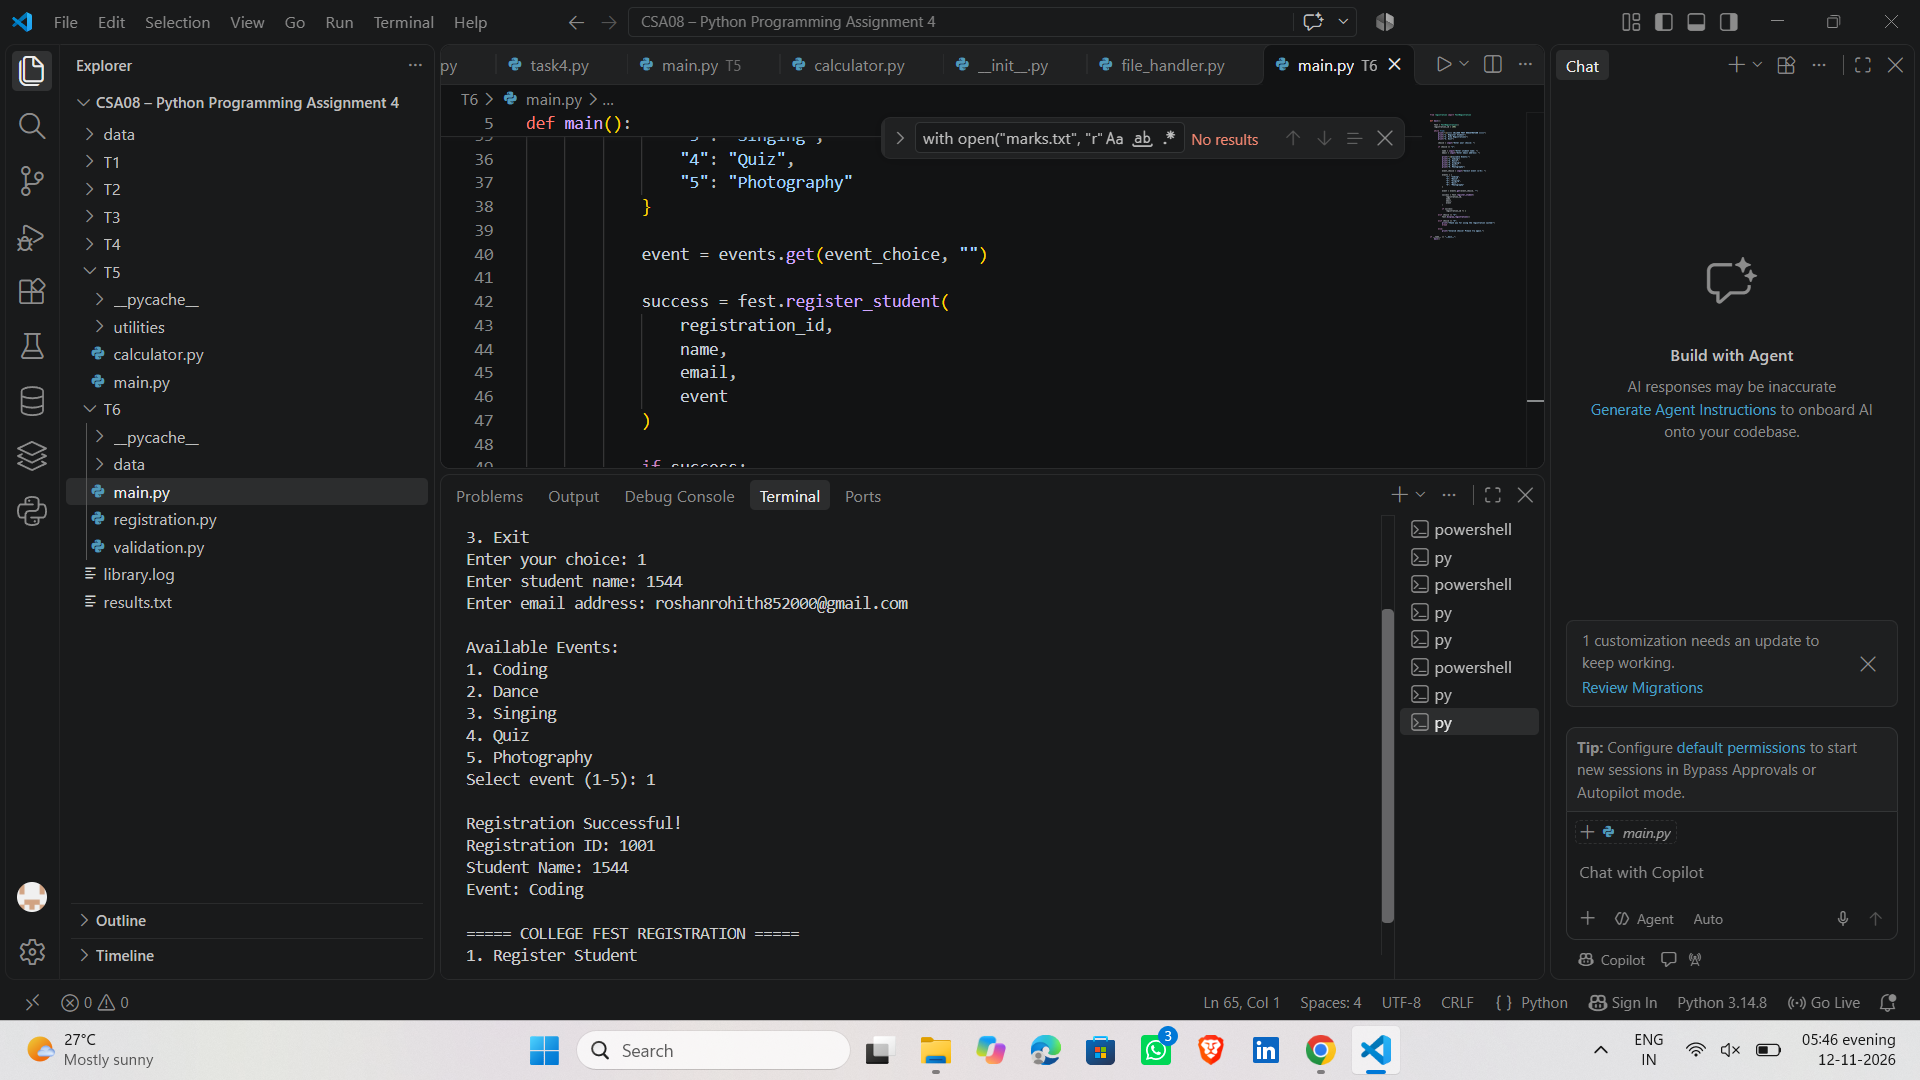 File Edit Selection View Go Run Terminal Help
CSA08 – Python Programming Assignment 4
Explorer
CSA08 – Python Programming Assignment 4
data
T1
T2
T3
T4
T5
__pycache__
utilities
calculator.py
main.py
T6
__pycache__
data
main.py
registration.py
validation.py
library.log
results.txt
Outline
Timeline
py
task4.py
main.py T5
calculator.py
__init__.py
file_handler.py
main.py T6
T6 > main.py > ...
5 def main():
with open("marks.txt", "r" Aa ab .* No results
36 "4": "Quiz",
37 "5": "Photography"
38 }
39
40 event = events.get(event_choice, "")
41
42 success = fest.register_student(
43 registration_id,
44 name,
45 email,
46 event
47 )
48
Problems Output Debug Console Terminal Ports
3. Exit
Enter your choice: 1
Enter student name: 1544
Enter email address: roshanrohith852000@gmail.com
Available Events:
1. Coding
2. Dance
3. Singing
4. Quiz
5. Photography
Select event (1-5): 1
Registration Successful!
Registration ID: 1001
Student Name: 1544
Event: Coding
===== COLLEGE FEST REGISTRATION =====
1. Register Student
powershell
py
powershell
py
py
powershell
py
py
Chat
Build with Agent
AI responses may be inaccurate
Generate Agent Instructions to onboard AI
onto your codebase.
1 customization needs an update to
keep working.
Review Migrations
Tip: Configure default permissions to start
new sessions in Bypass Approvals or
Autopilot mode.
main.py
Chat with Copilot
Agent Auto
Copilot
0 0
Ln 65, Col 1 Spaces: 4 UTF-8 CRLF {} Python Sign In Python 3.14.8 Go Live
27°C
Mostly sunny
Search
3
ENG
IN
05:46 evening
12-11-2026